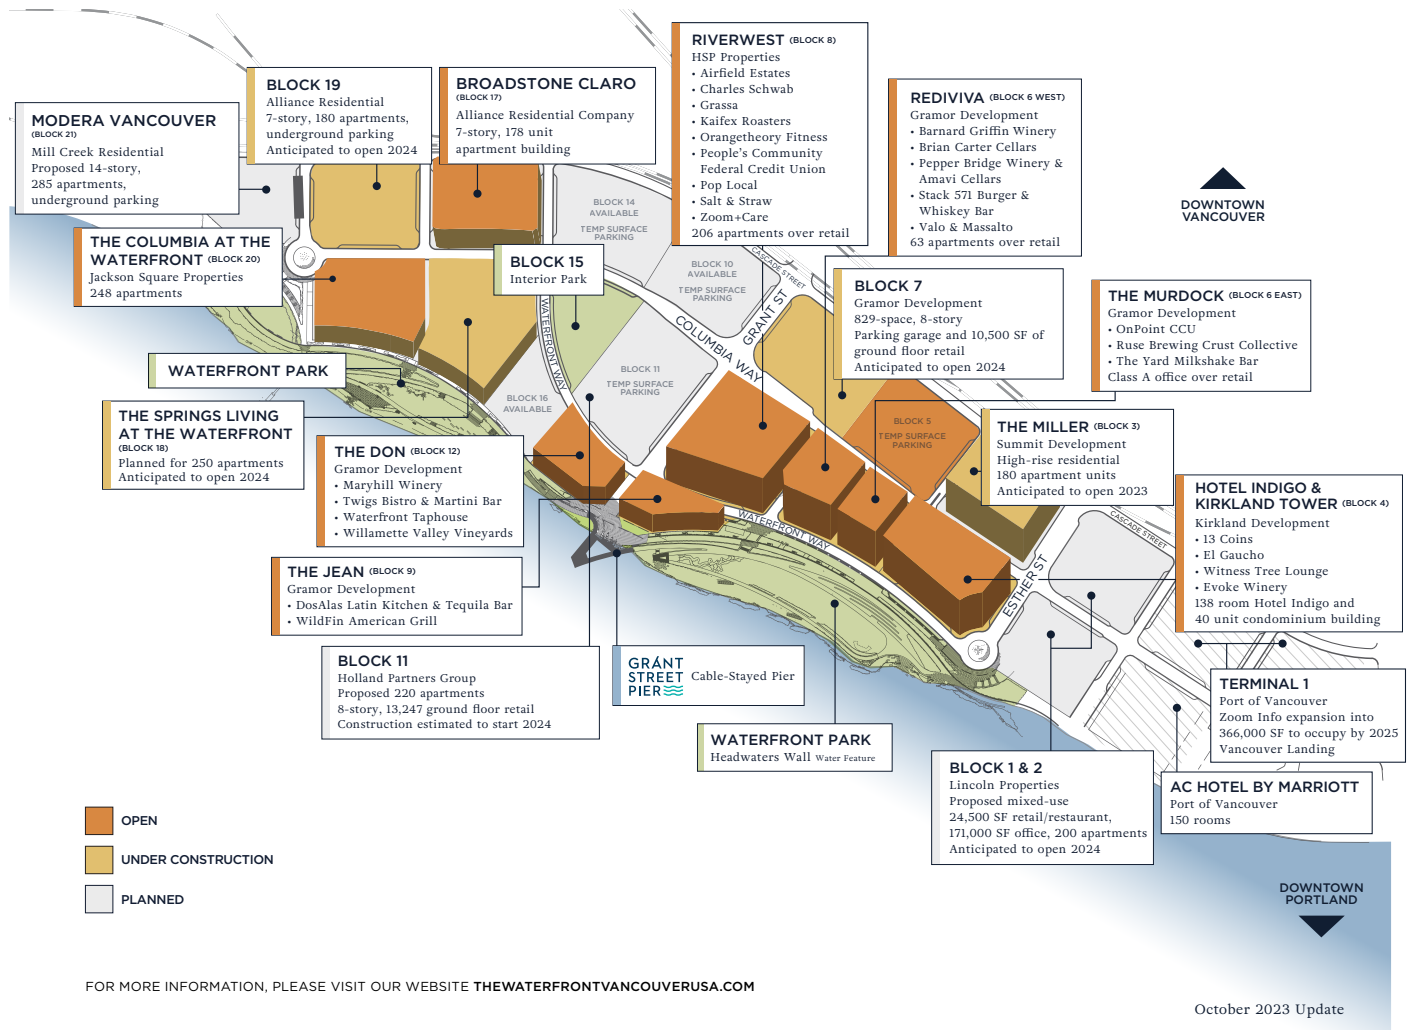 MODERA VANCOUVER
(BLOCK 21)
Mill Creek Residential
Proposed 14-story,
285 apartments,
underground parking
BLOCK 19
Alliance Residential
7-story, 180 apartments,
underground parking
Anticipated to open 2024
BROADSTONE CLARO
(BLOCK 17)
Alliance Residential Company
7-story, 178 unit
apartment building
RIVERWEST (BLOCK 8)
HSP Properties
• Airfield Estates
• Charles Schwab
• Grassa
• Kaifex Roasters
• Orangetheory Fitness
• People's Community
Federal Credit Union
• Pop Local
• Salt & Straw
• Zoom+Care
206 apartments over retail
REDIVIVA (BLOCK 6 WEST)
Gramor Development
• Barnard Griffin Winery
• Brian Carter Cellars
• Pepper Bridge Winery &
Amavi Cellars
• Stack 571 Burger &
Whiskey Bar
• Valo & Massalto
63 apartments over retail
DOWNTOWN
VANCOUVER
THE COLUMBIA AT THE
WATERFRONT (BLOCK 20)
Jackson Square Properties
248 apartments
BLOCK 15
Interior Park
BLOCK 14
AVAILABLE
TEMP SURFACE
PARKING
BLOCK 10
AVAILABLE
TEMP SURFACE
PARKING
CASCADE STREET
GRANT ST
COLUMBIA WAY
WATERFRONT WAY
BLOCK 7
Gramor Development
829-space, 8-story
Parking garage and 10,500 SF of
ground floor retail
Anticipated to open 2024
THE MURDOCK (BLOCK 6 EAST)
Gramor Development
• OnPoint CCU
• Ruse Brewing Crust Collective
• The Yard Milkshake Bar
Class A office over retail
WATERFRONT PARK
BLOCK 11
TEMP SURFACE
PARKING
BLOCK 16
AVAILABLE
BLOCK 5
TEMP SURFACE
PARKING
THE SPRINGS LIVING
AT THE WATERFRONT
(BLOCK 18)
Planned for 250 apartments
Anticipated to open 2024
THE DON (BLOCK 12)
Gramor Development
• Maryhill Winery
• Twigs Bistro & Martini Bar
• Waterfront Taphouse
• Willamette Valley Vineyards
THE MILLER (BLOCK 3)
Summit Development
High-rise residential
180 apartment units
Anticipated to open 2023
HOTEL INDIGO &
KIRKLAND TOWER (BLOCK 4)
Kirkland Development
• 13 Coins
• El Gaucho
• Witness Tree Lounge
• Evoke Winery
138 room Hotel Indigo and
40 unit condominium building
WATERFRONT WAY
CASCADE STREET
ESTHER ST
THE JEAN (BLOCK 9)
Gramor Development
• DosAlas Latin Kitchen & Tequila Bar
• WildFin American Grill
BLOCK 11
Holland Partners Group
Proposed 220 apartments
8-story, 13,247 ground floor retail
Construction estimated to start 2024
GRANT
STREET
PIER
Cable-Stayed Pier
WATERFRONT PARK
Headwaters Wall Water Feature
TERMINAL 1
Port of Vancouver
Zoom Info expansion into
366,000 SF to occupy by 2025
Vancouver Landing
BLOCK 1 & 2
Lincoln Properties
Proposed mixed-use
24,500 SF retail/restaurant,
171,000 SF office, 200 apartments
Anticipated to open 2024
AC HOTEL BY MARRIOTT
Port of Vancouver
150 rooms
OPEN
UNDER CONSTRUCTION
PLANNED
DOWNTOWN
PORTLAND
FOR MORE INFORMATION, PLEASE VISIT OUR WEBSITE THEWATERFRONTVANCOUVERUSA.COM
October 2023 Update